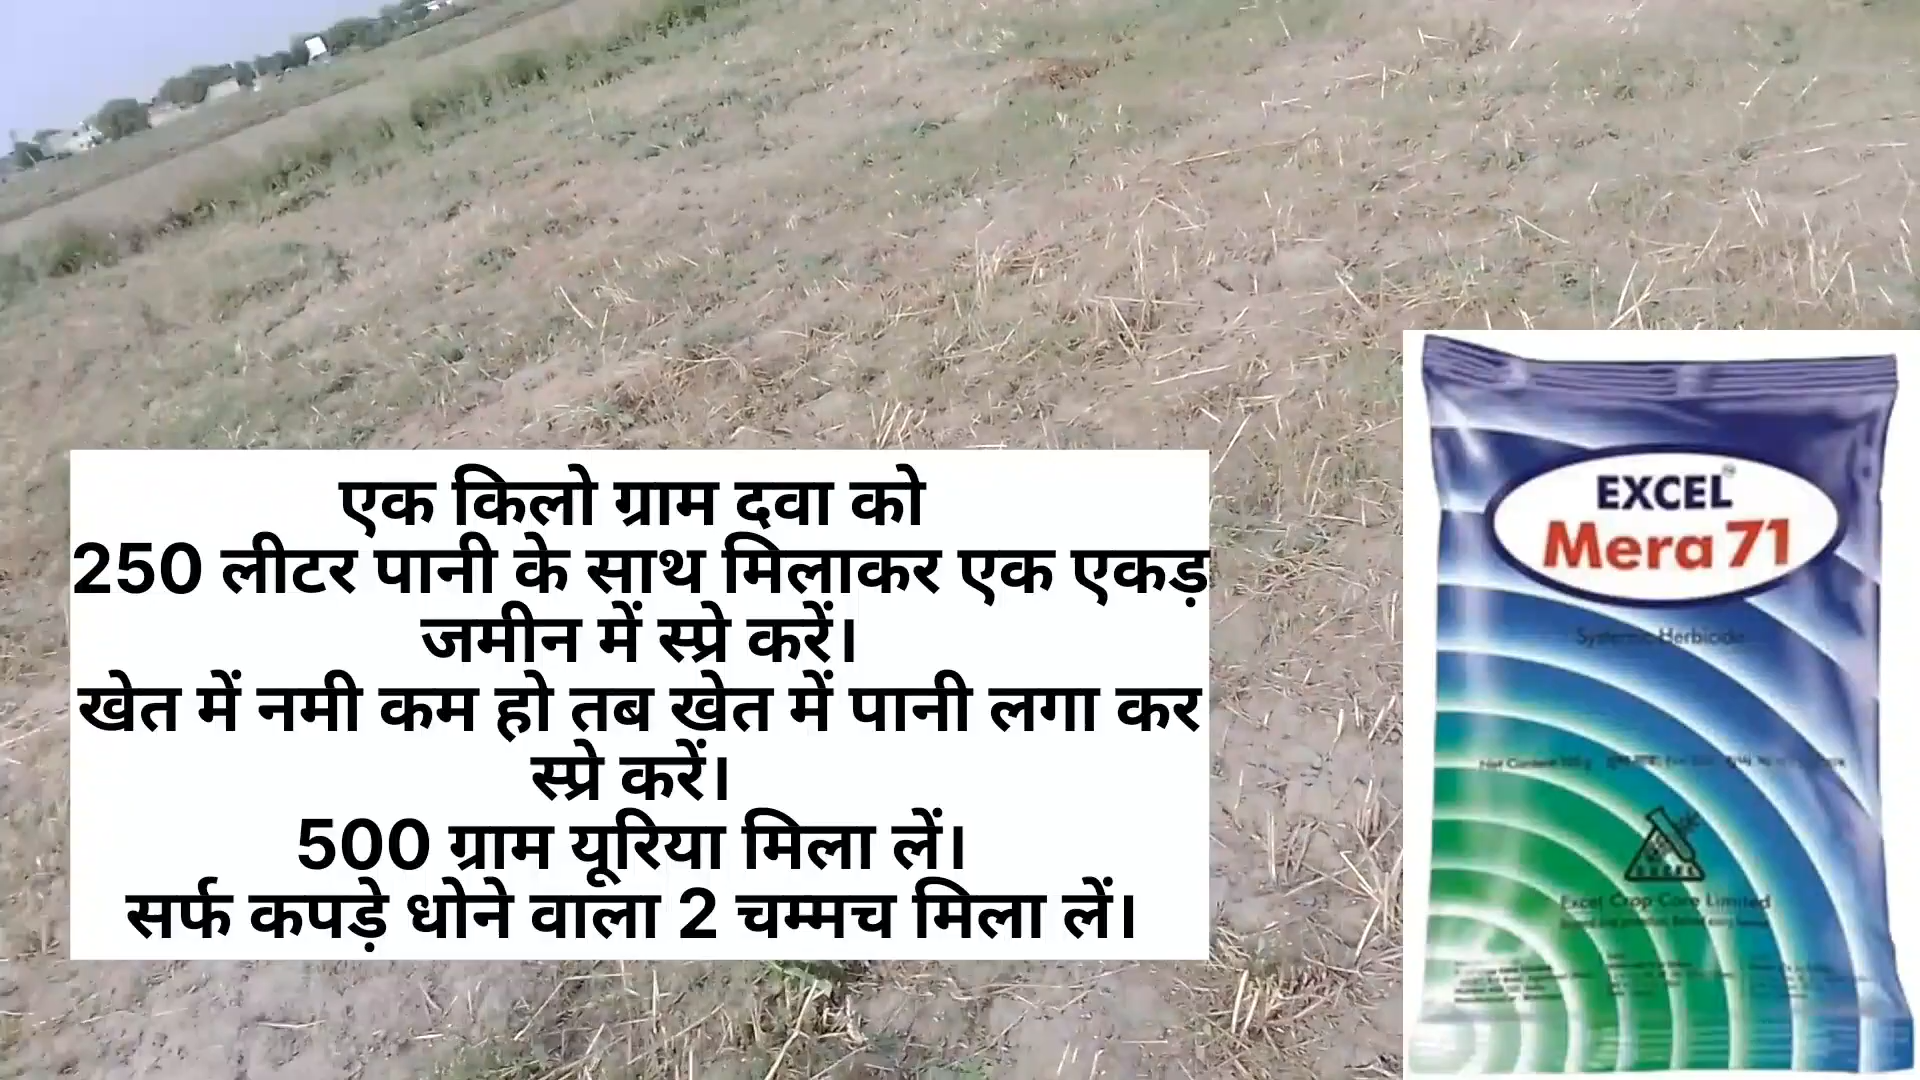 एक किलो ग्राम दवा को
250 लीटर पानी के साथ मिलाकर एक एकड़
जमीन में स्प्रे करें।
खेत में नमी कम हो तब खेत में पानी लगा कर
स्प्रे करें।
500 ग्राम यूरिया मिला लें।
सर्फ कपड़े धोने वाला 2 चम्मच मिला लें।
EXCEL
Mera 71
Systemic Herbicide
Excel Crop Care Limited